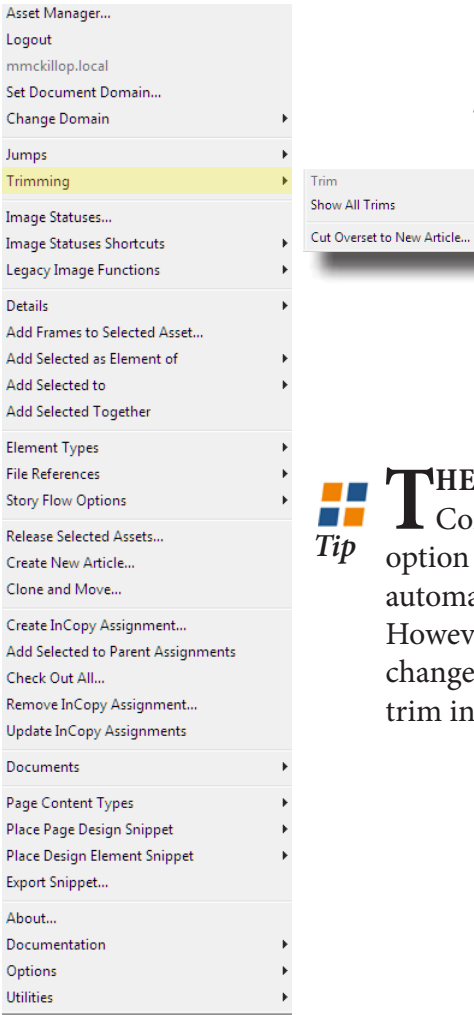 Asset Manager...
Logout
mmckillop.local
Set Document Domain...
Change Domain
Jumps
Trimming
Trim
Show All Trims
Cut Overset to New Article...
Image Statuses...
Image Statuses Shortcuts
Legacy Image Functions
Details
Add Frames to Selected Asset...
Add Selected as Element of
Add Selected to
Add Selected Together
Element Types
File References
Story Flow Options
Release Selected Assets...
Create New Article...
Clone and Move...
Create InCopy Assignment...
Add Selected to Parent Assignments
Check Out All...
Remove InCopy Assignment...
Update InCopy Assignments
Documents
Page Content Types
Place Page Design Snippet
Place Design Element Snippet
Export Snippet...
About...
Documentation
Options
Utilities
Tip
THE
Co
option
automa
Howev
change
trim in